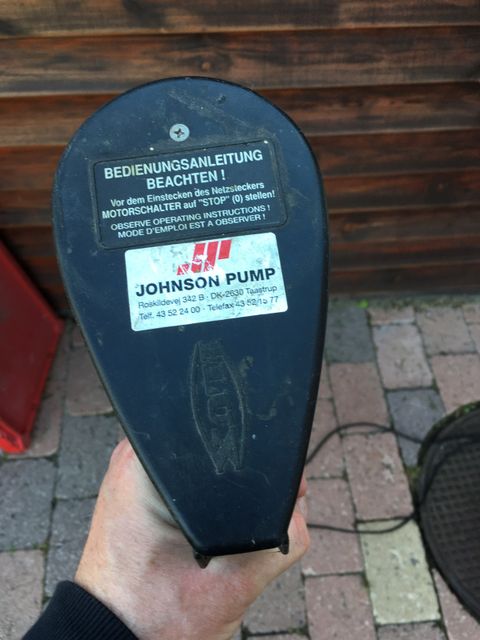 BEDIENUNGSANLEITUNG
BEACHTEN !
Vor dem Einstecken des Netzsteckers
MOTORSCHALTER auf "STOP" (0) stellen!
OBSERVE OPERATING INSTRUCTIONS !
MODE D'EMPLOI EST A OBSERVER !
JOHNSON PUMP
Roskildevej 342 B · DK-2630 Taastrup
Telf. 43 52 24 00 · Telefax 43 52 15 77